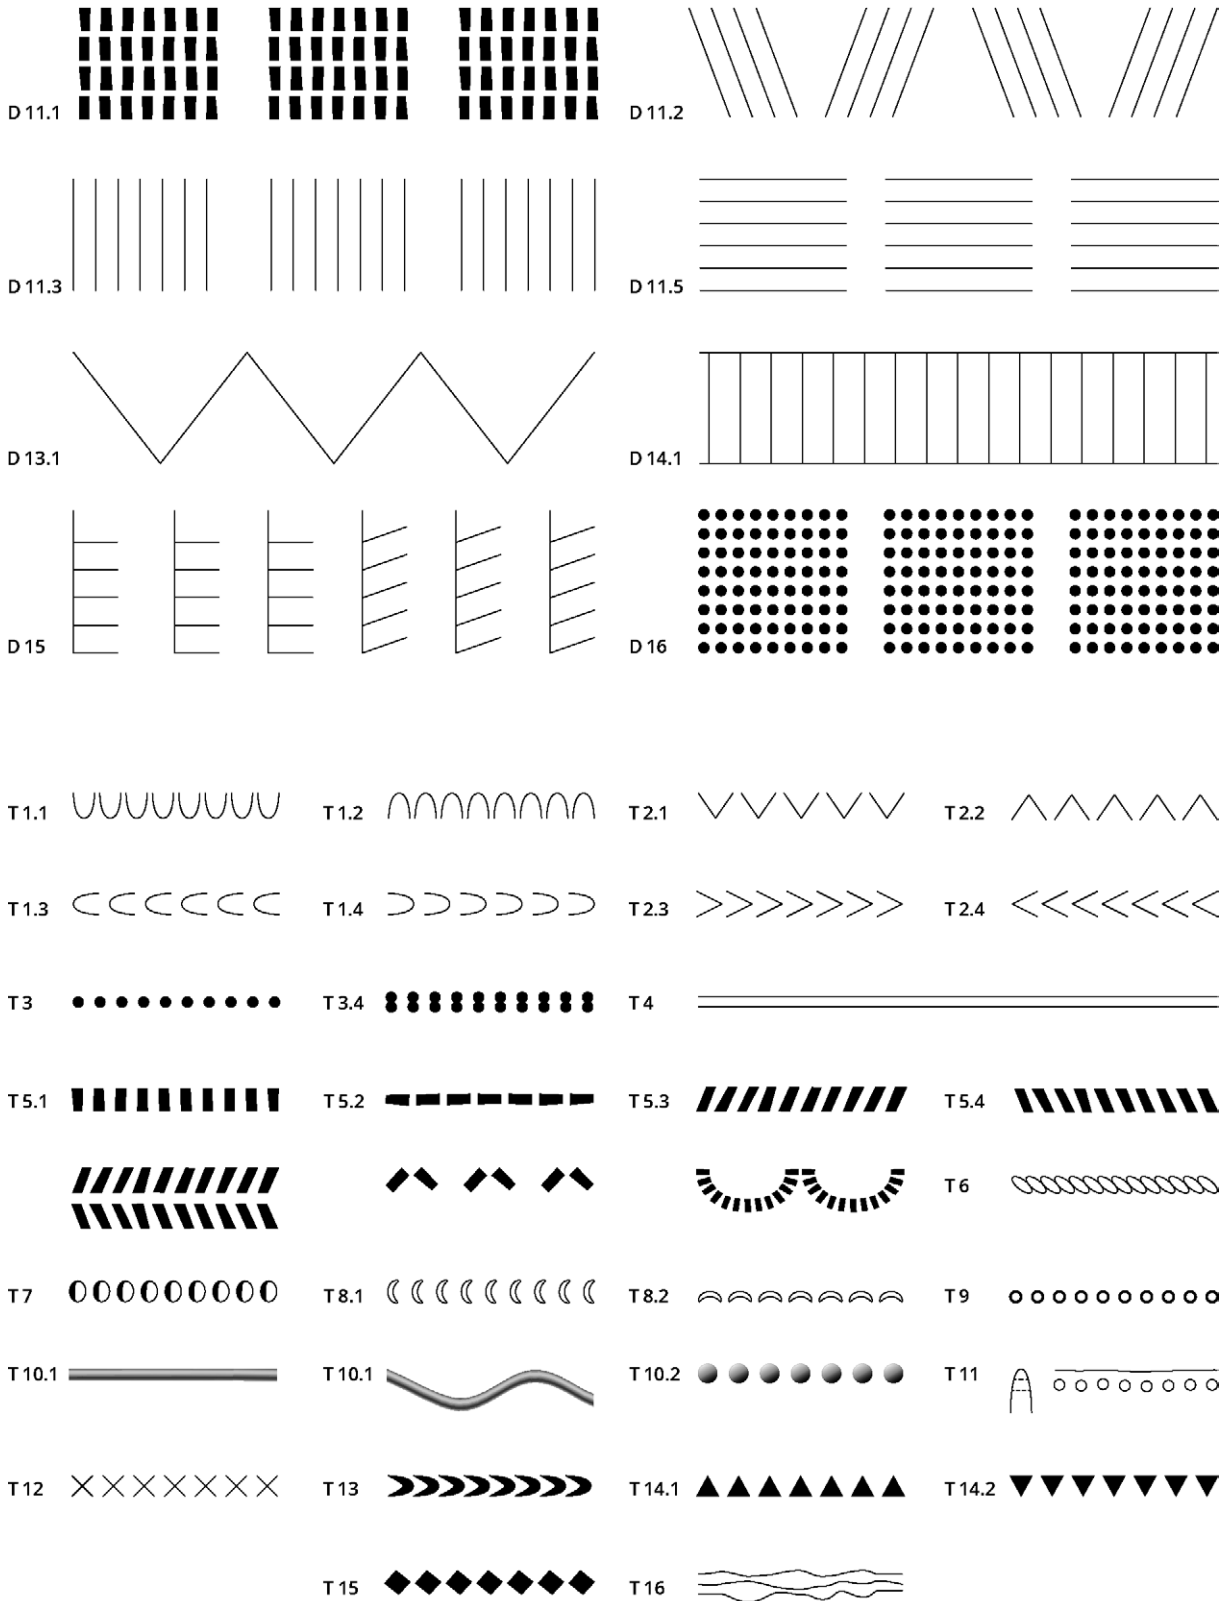 D 11.1
D 11.2
D 11.3
D 11.5
D 13.1
D 14.1
D 15
D 16
T 1.1
T 1.2
T 2.1
T 2.2
T 1.3
T 1.4
T 2.3
T 2.4
T 3
T 3.4
T 4
T 5.1
T 5.2
T 5.3
T 5.4
T 6
T 7
T 8.1
T 8.2
T 9
T 10.1
T 10.1
T 10.2
T 11
T 12
T 13
T 14.1
T 14.2
T 15
T 16